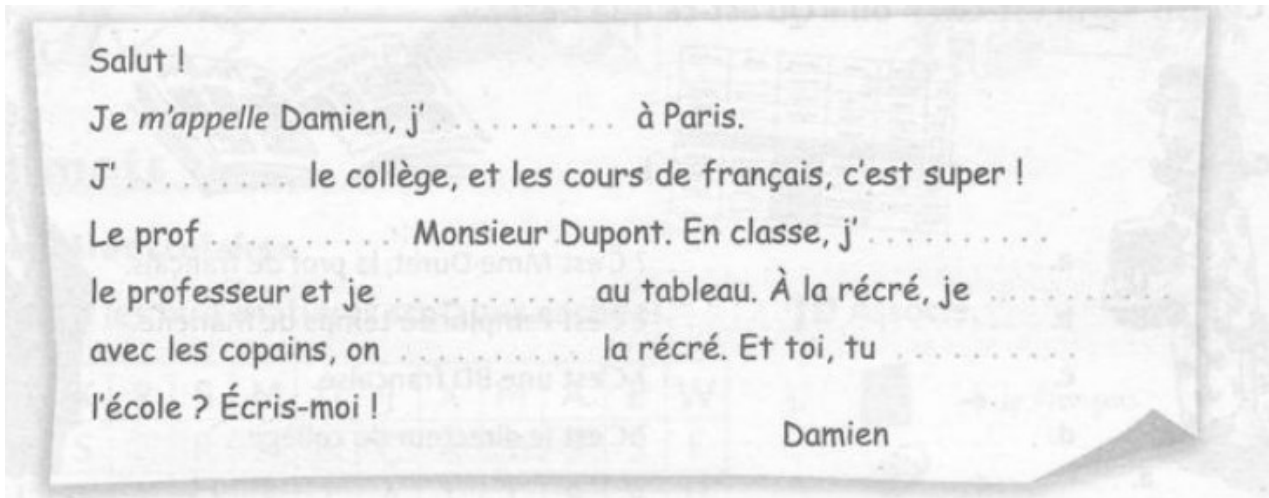 Salut !
Je m'appelle Damien, j' .......... à Paris.
J' .......... le collège, et les cours de français, c'est super !
Le prof .......... Monsieur Dupont. En classe, j' ..........
le professeur et je .......... au tableau. À la récré, je ..........
avec les copains, on .......... la récré. Et toi, tu ..........
l'école ? Écris-moi !
Damien